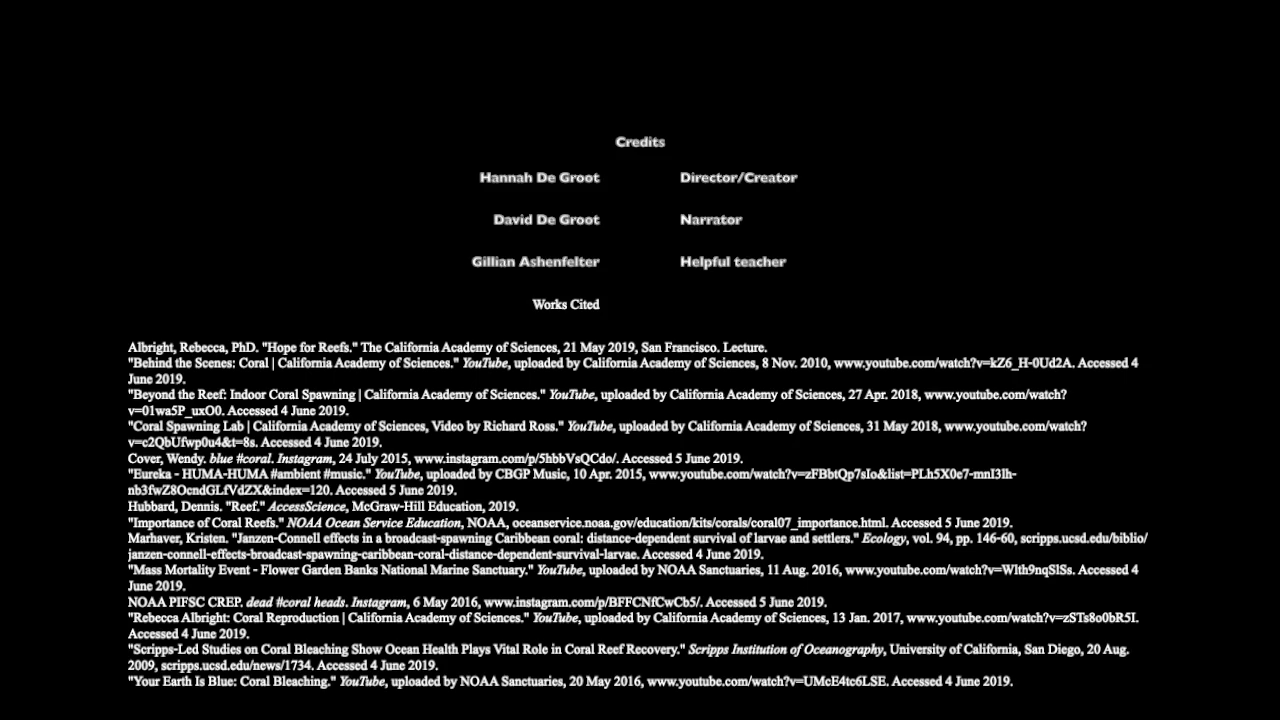 Credits
Hannah De Groot Director/Creator
David De Groot Narrator
Gillian Ashenfelter Helpful teacher
Works Cited
Albright, Rebecca, PhD. "Hope for Reefs." The California Academy of Sciences, 21 May 2019, San Francisco. Lecture.
"Behind the Scenes: Coral | California Academy of Sciences." YouTube, uploaded by California Academy of Sciences, 8 Nov. 2010, www.youtube.com/watch?v=kZ6_H-0Ud2A. Accessed 4
June 2019.
"Beyond the Reef: Indoor Coral Spawning | California Academy of Sciences." YouTube, uploaded by California Academy of Sciences, 27 Apr. 2018, www.youtube.com/watch?
v=01wa5P_uxO0. Accessed 4 June 2019.
"Coral Spawning Lab | California Academy of Sciences, Video by Richard Ross." YouTube, uploaded by California Academy of Sciences, 31 May 2018, www.youtube.com/watch?
v=c2QbUfwp0u4&t=8s. Accessed 4 June 2019.
Cover, Wendy. blue #coral. Instagram, 24 July 2015, www.instagram.com/p/5hbbVsQCdo/. Accessed 5 June 2019.
"Eureka - HUMA-HUMA #ambient #music." YouTube, uploaded by CBGP Music, 10 Apr. 2015, www.youtube.com/watch?v=zFBbtQp7sIo&list=PLh5X0e7-mnI3lh-
nb3fwZ8OcndGLfVdZX&index=120. Accessed 5 June 2019.
Hubbard, Dennis. "Reef." AccessScience, McGraw-Hill Education, 2019.
"Importance of Coral Reefs." NOAA Ocean Service Education, NOAA, oceanservice.noaa.gov/education/kits/corals/coral07_importance.html. Accessed 5 June 2019.
Marhaver, Kristen. "Janzen-Connell effects in a broadcast-spawning Caribbean coral: distance-dependent survival of larvae and settlers." Ecology, vol. 94, pp. 146-60, scripps.ucsd.edu/biblio/
janzen-connell-effects-broadcast-spawning-caribbean-coral-distance-dependent-survival-larvae. Accessed 4 June 2019.
"Mass Mortality Event - Flower Garden Banks National Marine Sanctuary." YouTube, uploaded by NOAA Sanctuaries, 11 Aug. 2016, www.youtube.com/watch?v=Wlth9nqSlSs. Accessed 4
June 2019.
NOAA PIFSC CREP. dead #coral heads. Instagram, 6 May 2016, www.instagram.com/p/BFFCNfCwCb5/. Accessed 5 June 2019.
"Rebecca Albright: Coral Reproduction | California Academy of Sciences." YouTube, uploaded by California Academy of Sciences, 13 Jan. 2017, www.youtube.com/watch?v=zSTs8o0bR5I.
Accessed 4 June 2019.
"Scripps-Led Studies on Coral Bleaching Show Ocean Health Plays Vital Role in Coral Reef Recovery." Scripps Institution of Oceanography, University of California, San Diego, 20 Aug.
2009, scripps.ucsd.edu/news/1734. Accessed 4 June 2019.
"Your Earth Is Blue: Coral Bleaching." YouTube, uploaded by NOAA Sanctuaries, 20 May 2016, www.youtube.com/watch?v=UMcE4tc6LSE. Accessed 4 June 2019.